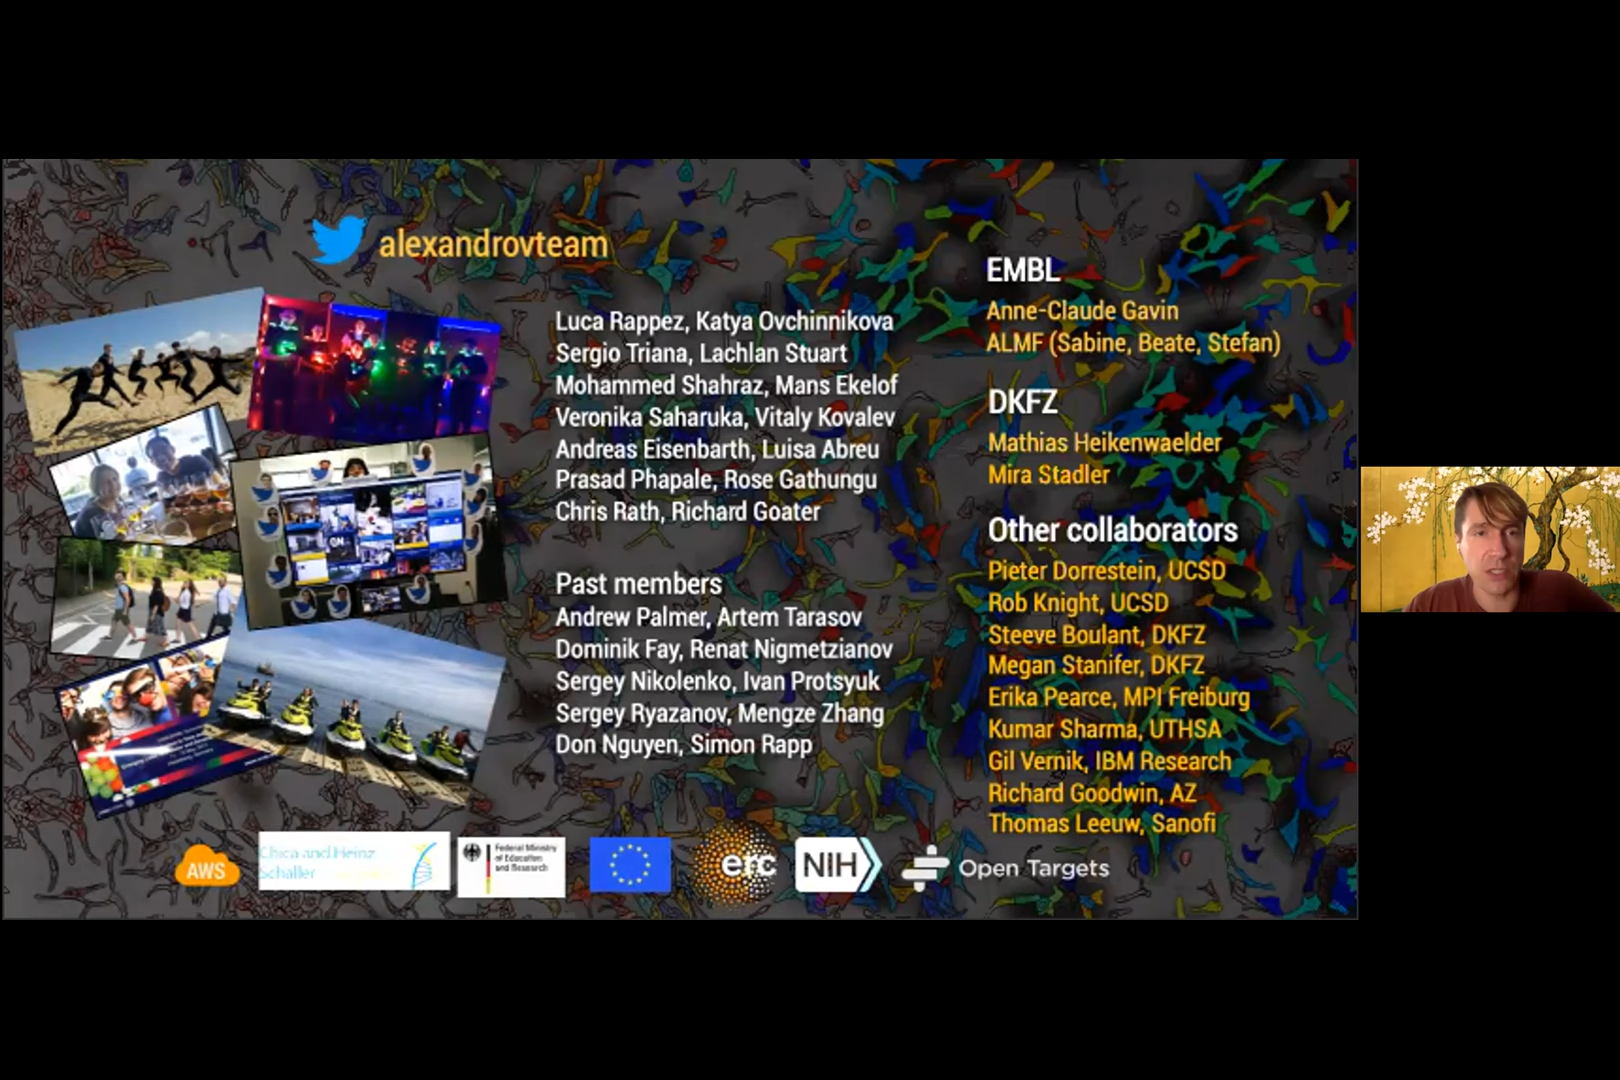 alexandrovteam
Luca Rappez, Katya Ovchinnikova
Sergio Triana, Lachlan Stuart
Mohammed Shahraz, Mans Ekelof
Veronika Saharuka, Vitaly Kovalev
Andreas Eisenbarth, Luisa Abreu
Prasad Phapale, Rose Gathungu
Chris Rath, Richard Goater
Past members
Andrew Palmer, Artem Tarasov
Dominik Fay, Renat Nigmetzianov
Sergey Nikolenko, Ivan Protsyuk
Sergey Ryazanov, Mengze Zhang
Don Nguyen, Simon Rapp
EMBL
Anne-Claude Gavin
ALMF (Sabine, Beate, Stefan)
DKFZ
Mathias Heikenwaelder
Mira Stadler
Other collaborators
Pieter Dorrestein, UCSD
Rob Knight, UCSD
Steeve Boulant, DKFZ
Megan Stanifer, DKFZ
Erika Pearce, MPI Freiburg
Kumar Sharma, UTHSA
Gil Vernik, IBM Research
Richard Goodwin, AZ
Thomas Leeuw, Sanofi
AWS
Chica and Heinz
Schaller
Federal Ministry
of Education
and Research
erc
NIH
Open Targets